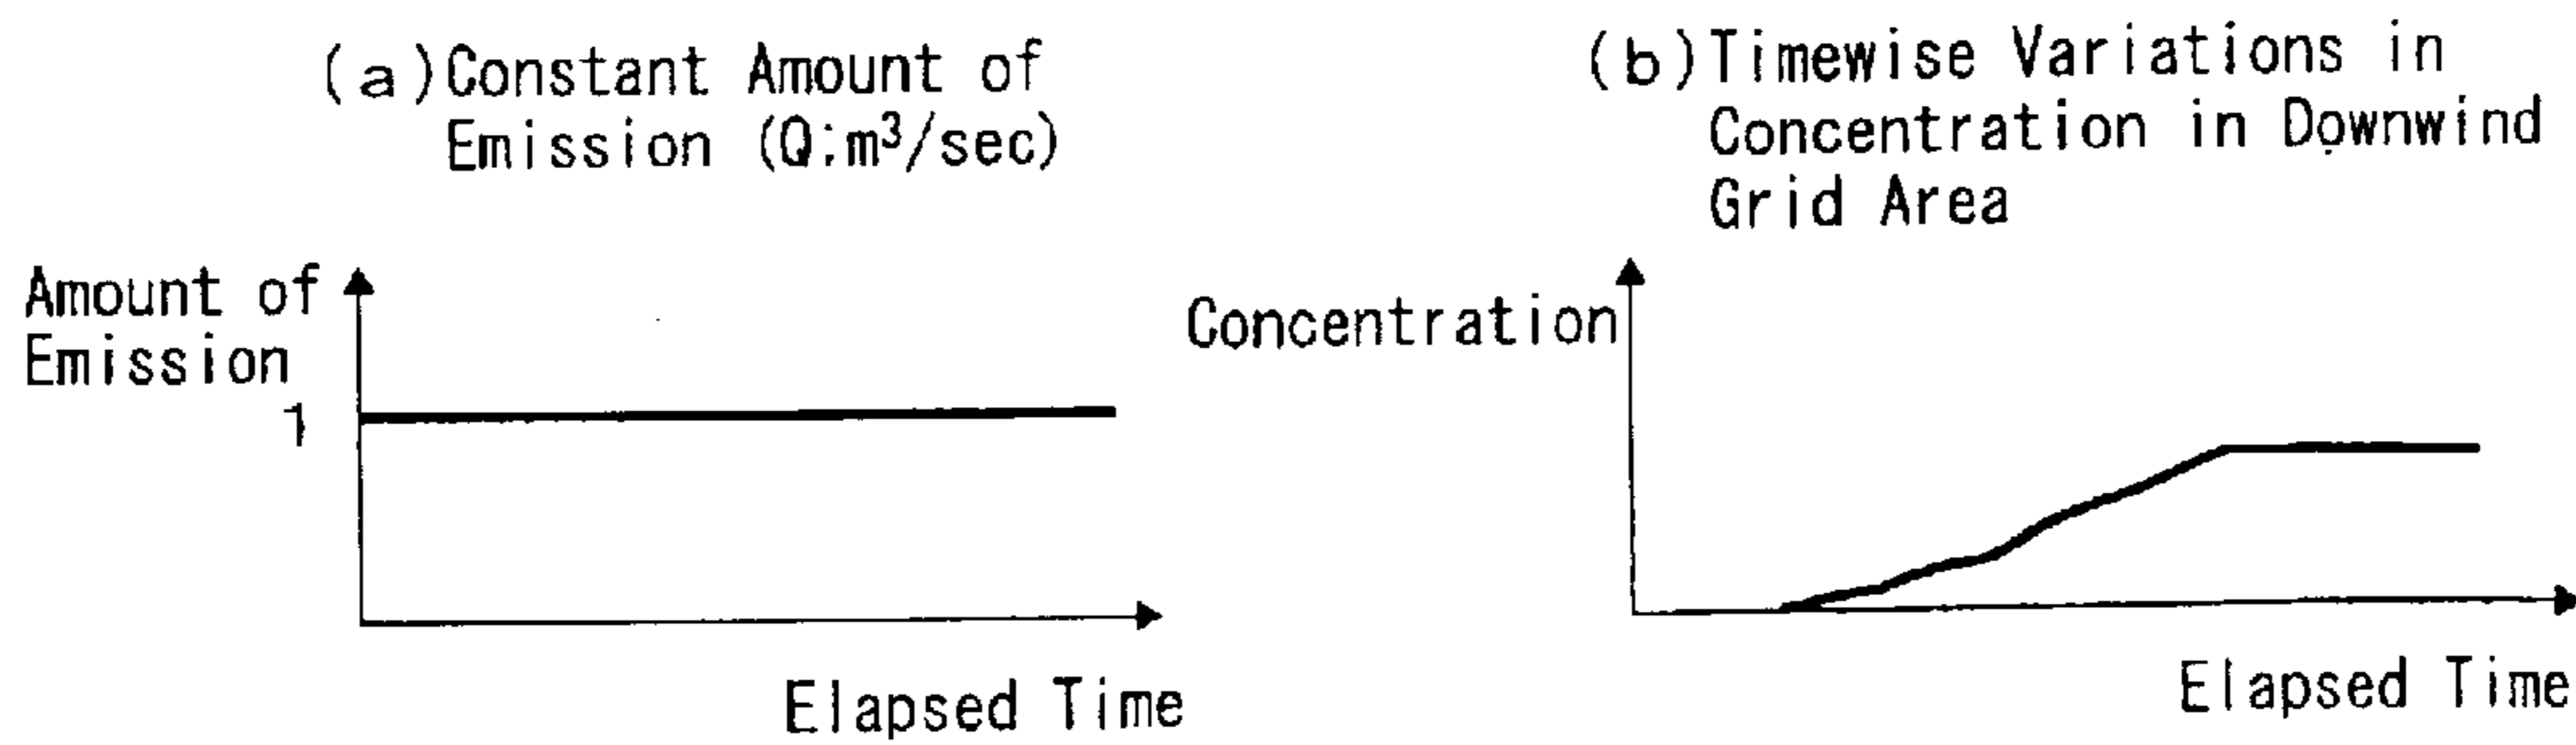 (a)Constant Amount of
Emission (Q:m³/sec)
Amount of
Emission
1
Elapsed Time
(b)Timewise Variations in
Concentration in Downwind
Grid Area
Concentration
Elapsed Time